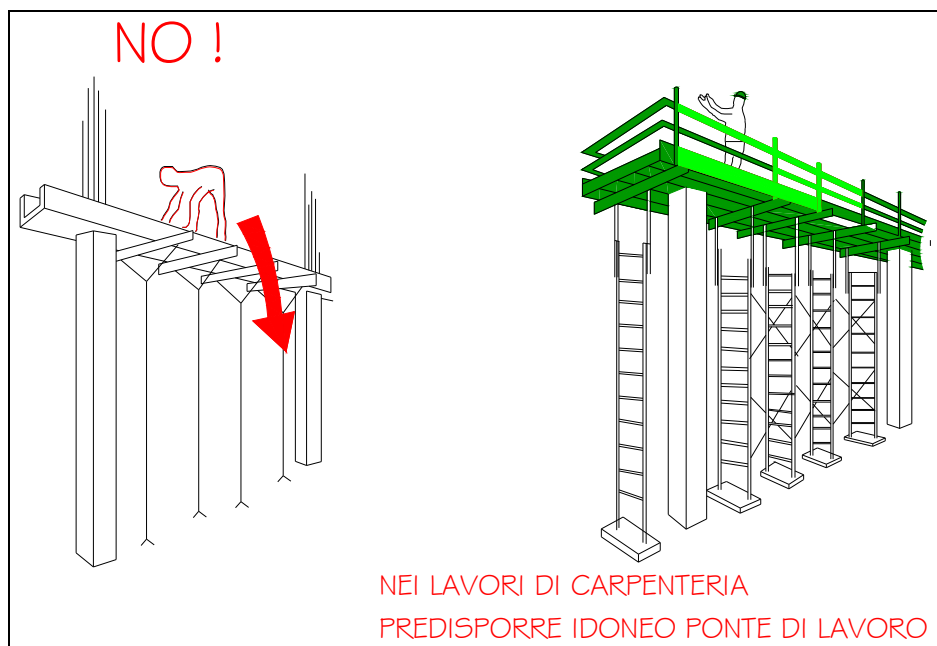 NO !
NEI LAVORI DI CARPENTERIA
PREDISPORRE IDONEO PONTE DI LAVORO